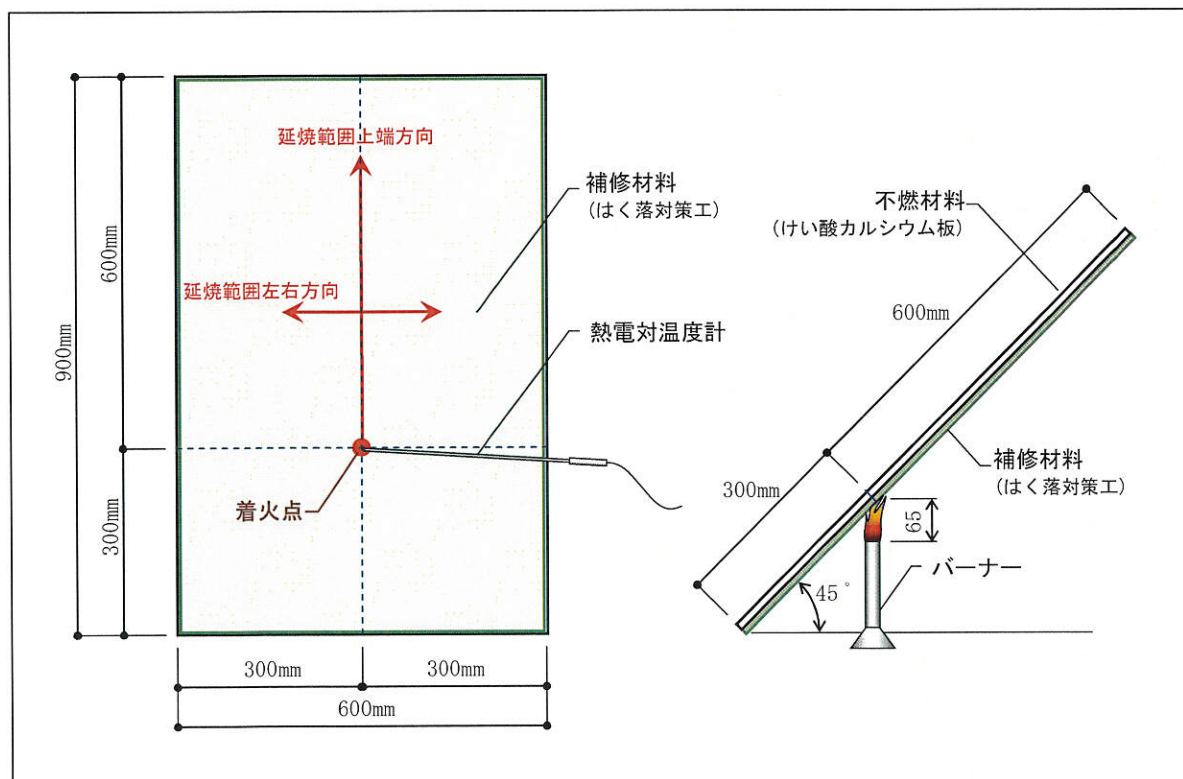 延焼範囲上端方向
補修材料
(はく落対策工)
延焼範囲左右方向
熱電対温度計
着火点
900mm
600mm
300mm
300mm
300mm
600mm
不燃材料
(けい酸カルシウム板)
600mm
300mm
補修材料
(はく落対策工)
65
バーナー
45°